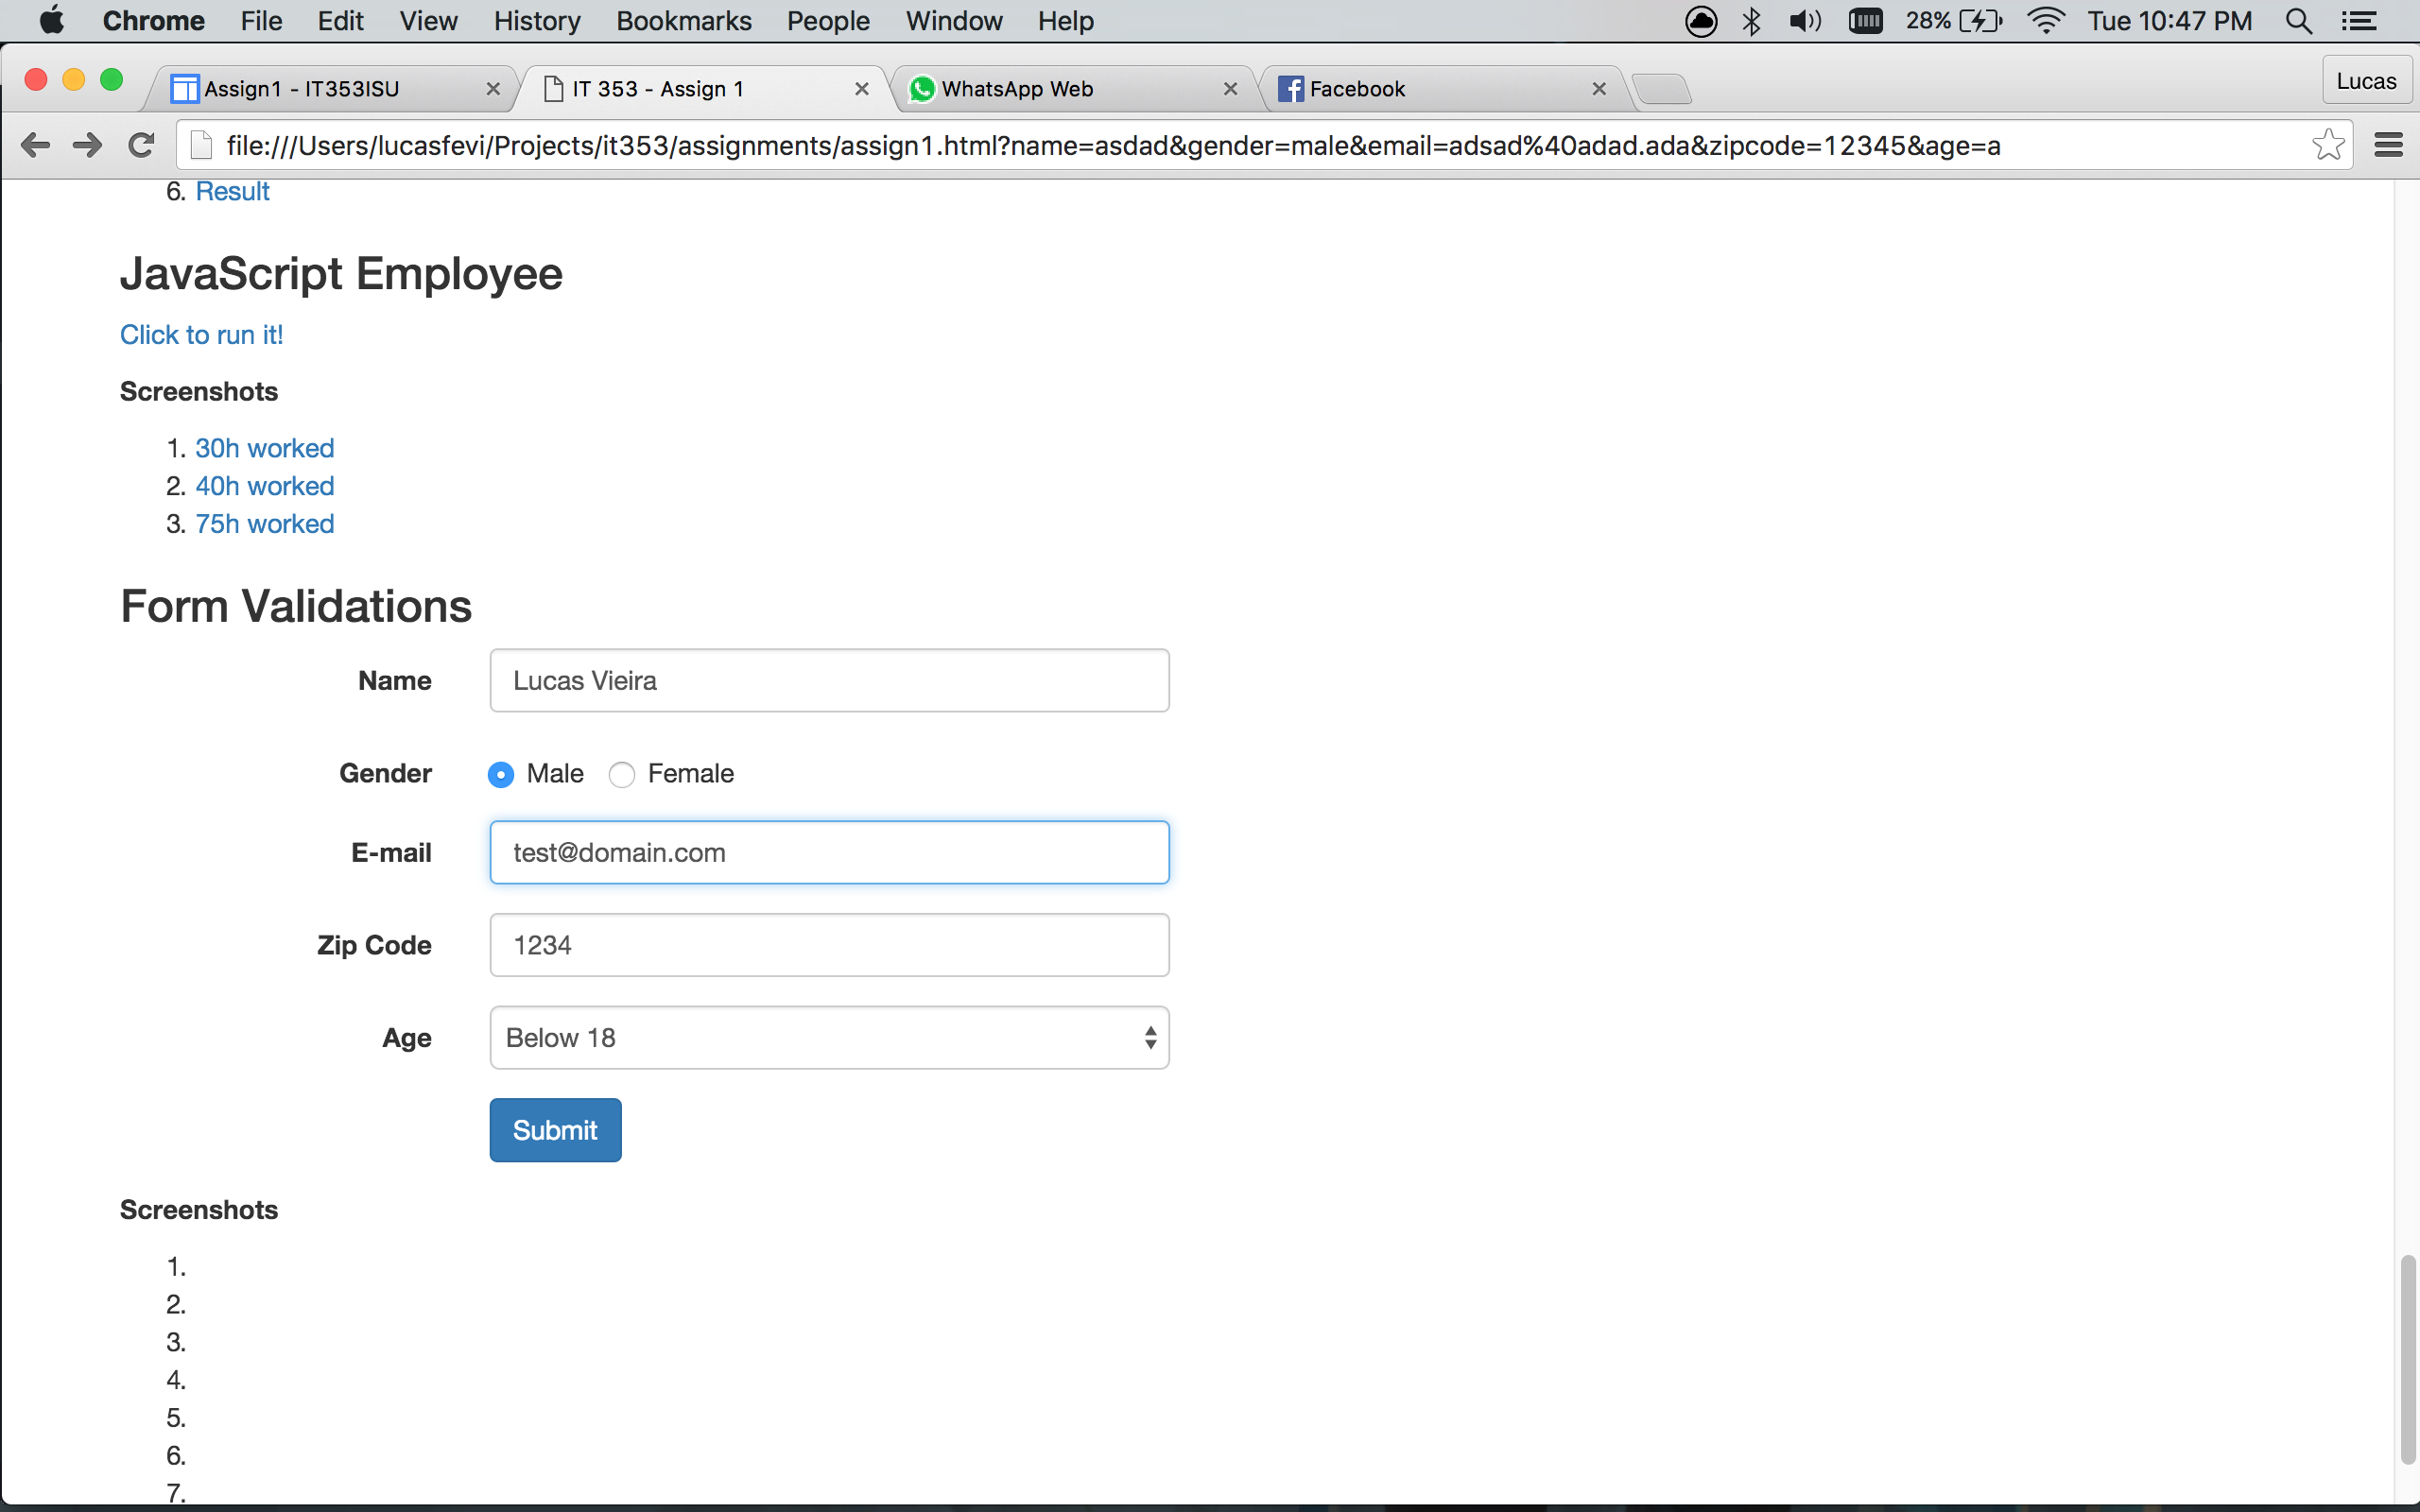 Chrome File Edit View History Bookmarks People Window Help 28% Tue 10:47 PM
Assign1 - IT353ISU IT 353 - Assign 1 WhatsApp Web Facebook Lucas
file:///Users/lucasfevi/Projects/it353/assignments/assign1.html?name=asdad&gender=male&email=adsad%40adad.ada&zipcode=12345&age=a
6. Result
JavaScript Employee
Click to run it!
Screenshots
1. 30h worked
2. 40h worked
3. 75h worked
Form Validations
Name Lucas Vieira
Gender Male Female
E-mail test@domain.com
Zip Code 1234
Age Below 18
Submit
Screenshots
1.
2.
3.
4.
5.
6.
7.